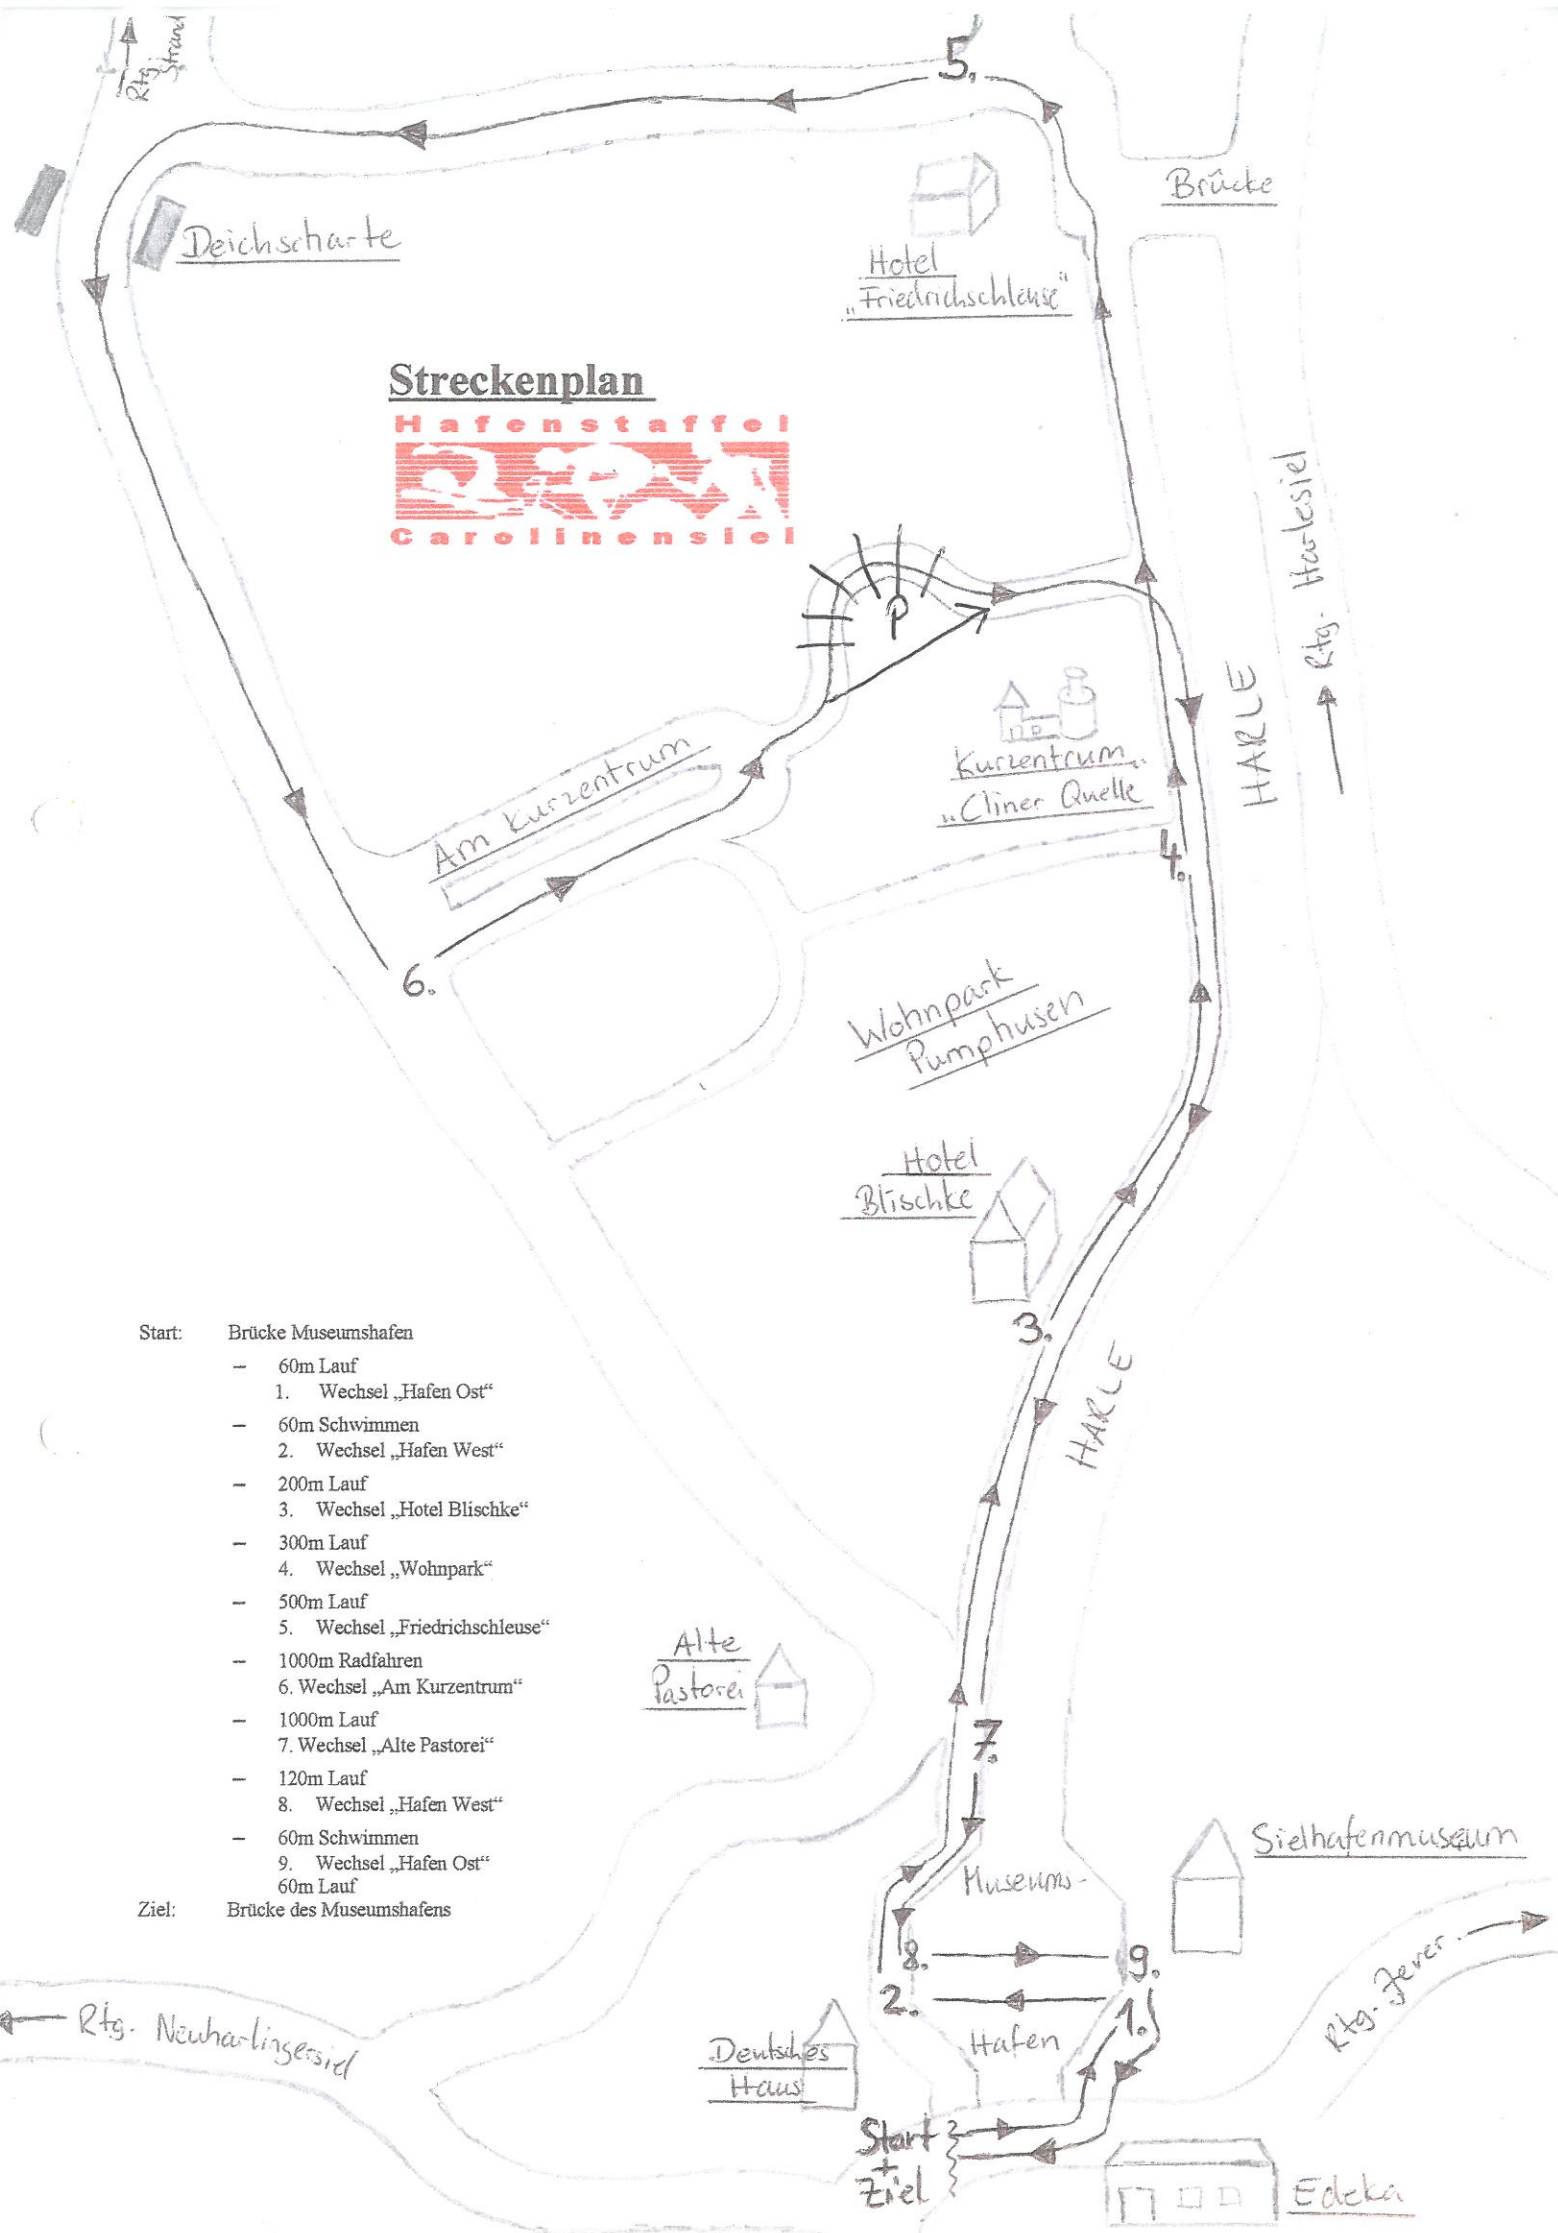 Rtg.
Strand
5.
Brücke
Deichscharte
Hotel
„Friedrichschleuse“
Streckenplan
Hafenstaffel
Carolinensiel
P
Rtg. Harlesiel
HARLE
Am Kurzentrum
Kurzentrum
„Cliner Quelle
4.
6.
Wohnpark
Pumphusen
Hotel
Blischke
3.
HARLE
Start: Brücke Museumshafen
– 60m Lauf
1. Wechsel „Hafen Ost“
– 60m Schwimmen
2. Wechsel „Hafen West“
– 200m Lauf
3. Wechsel „Hotel Blischke“
– 300m Lauf
4. Wechsel „Wohnpark“
– 500m Lauf
5. Wechsel „Friedrichschleuse“
– 1000m Radfahren
6. Wechsel „Am Kurzentrum“
– 1000m Lauf
7. Wechsel „Alte Pastorei“
– 120m Lauf
8. Wechsel „Hafen West“
– 60m Schwimmen
9. Wechsel „Hafen Ost“
60m Lauf
Ziel: Brücke des Museumshafens
Alte
Pastorei
7.
Museums-
Sielhafenmuseum
8.
9.
2.
1.
Hafen
Rtg. Jever
Rtg. Neuharlingersiel
Deutsches
Haus
Start
+
Ziel
Edeka